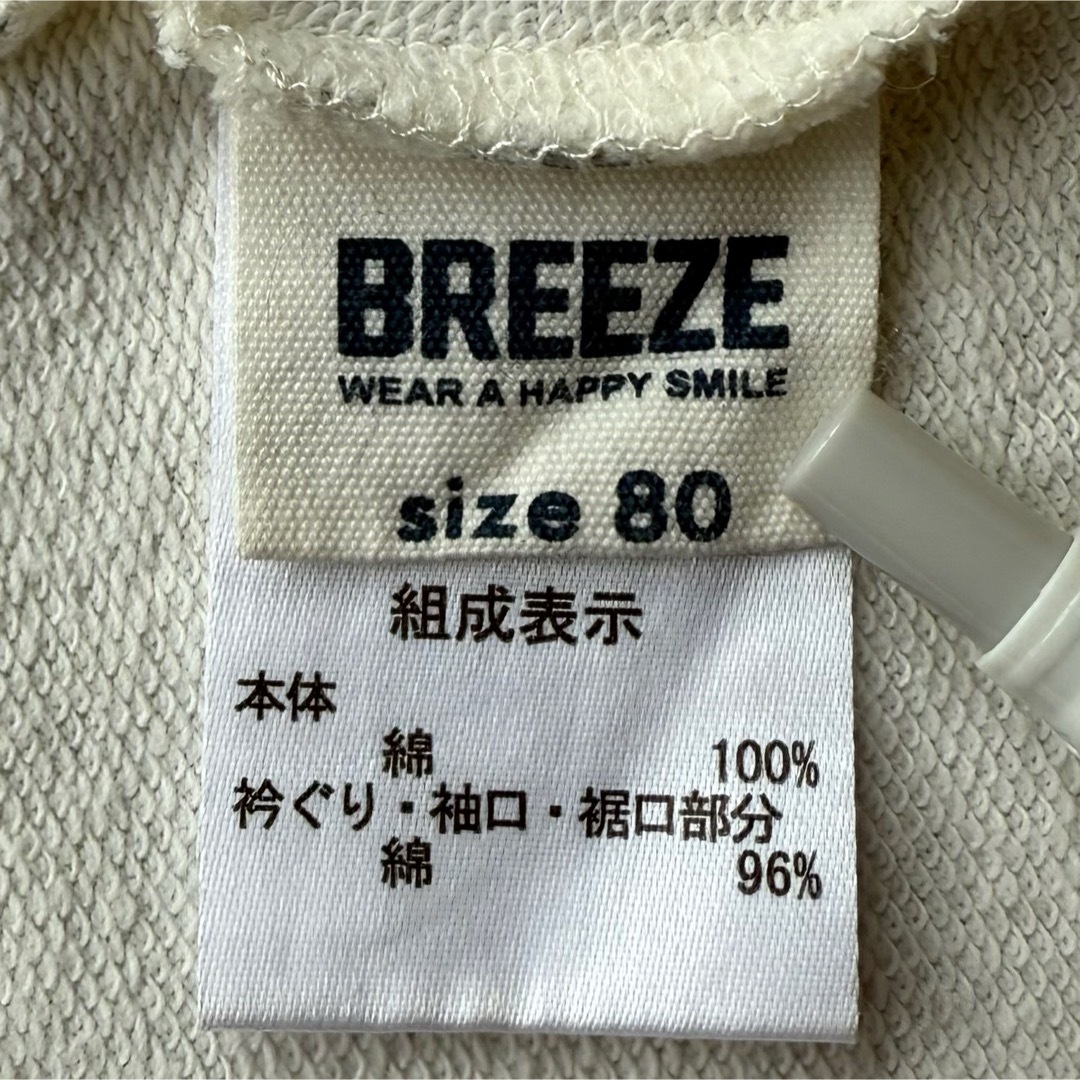 BREEZE
WEAR A HAPPY SMILE
size 80
組成表示
本体
綿 100%
衿ぐり・袖口・裾口部分
綿 96%